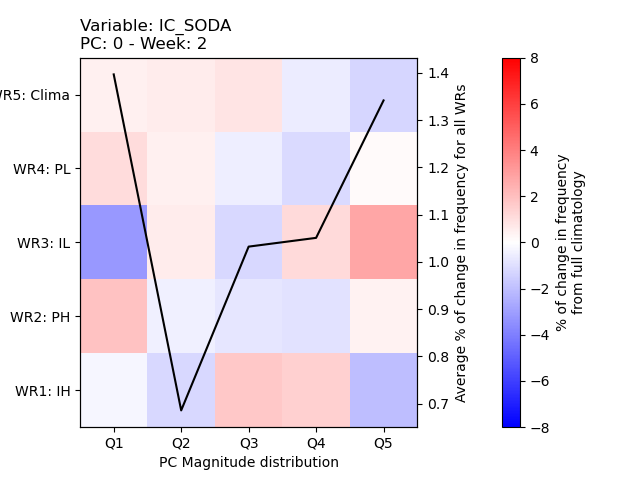 Variable: IC_SODA
PC: 0 - Week: 2
WR5: Clima
WR4: PL
WR3: IL
WR2: PH
WR1: IH
Q1 Q2 Q3 Q4 Q5
PC Magnitude distribution
1.4
1.3
1.2
1.1
1.0
0.9
0.8
0.7
Average % of change in frequency for all WRs
8
6
4
2
0
−2
−4
−6
−8
% of change in frequency
from full climatology